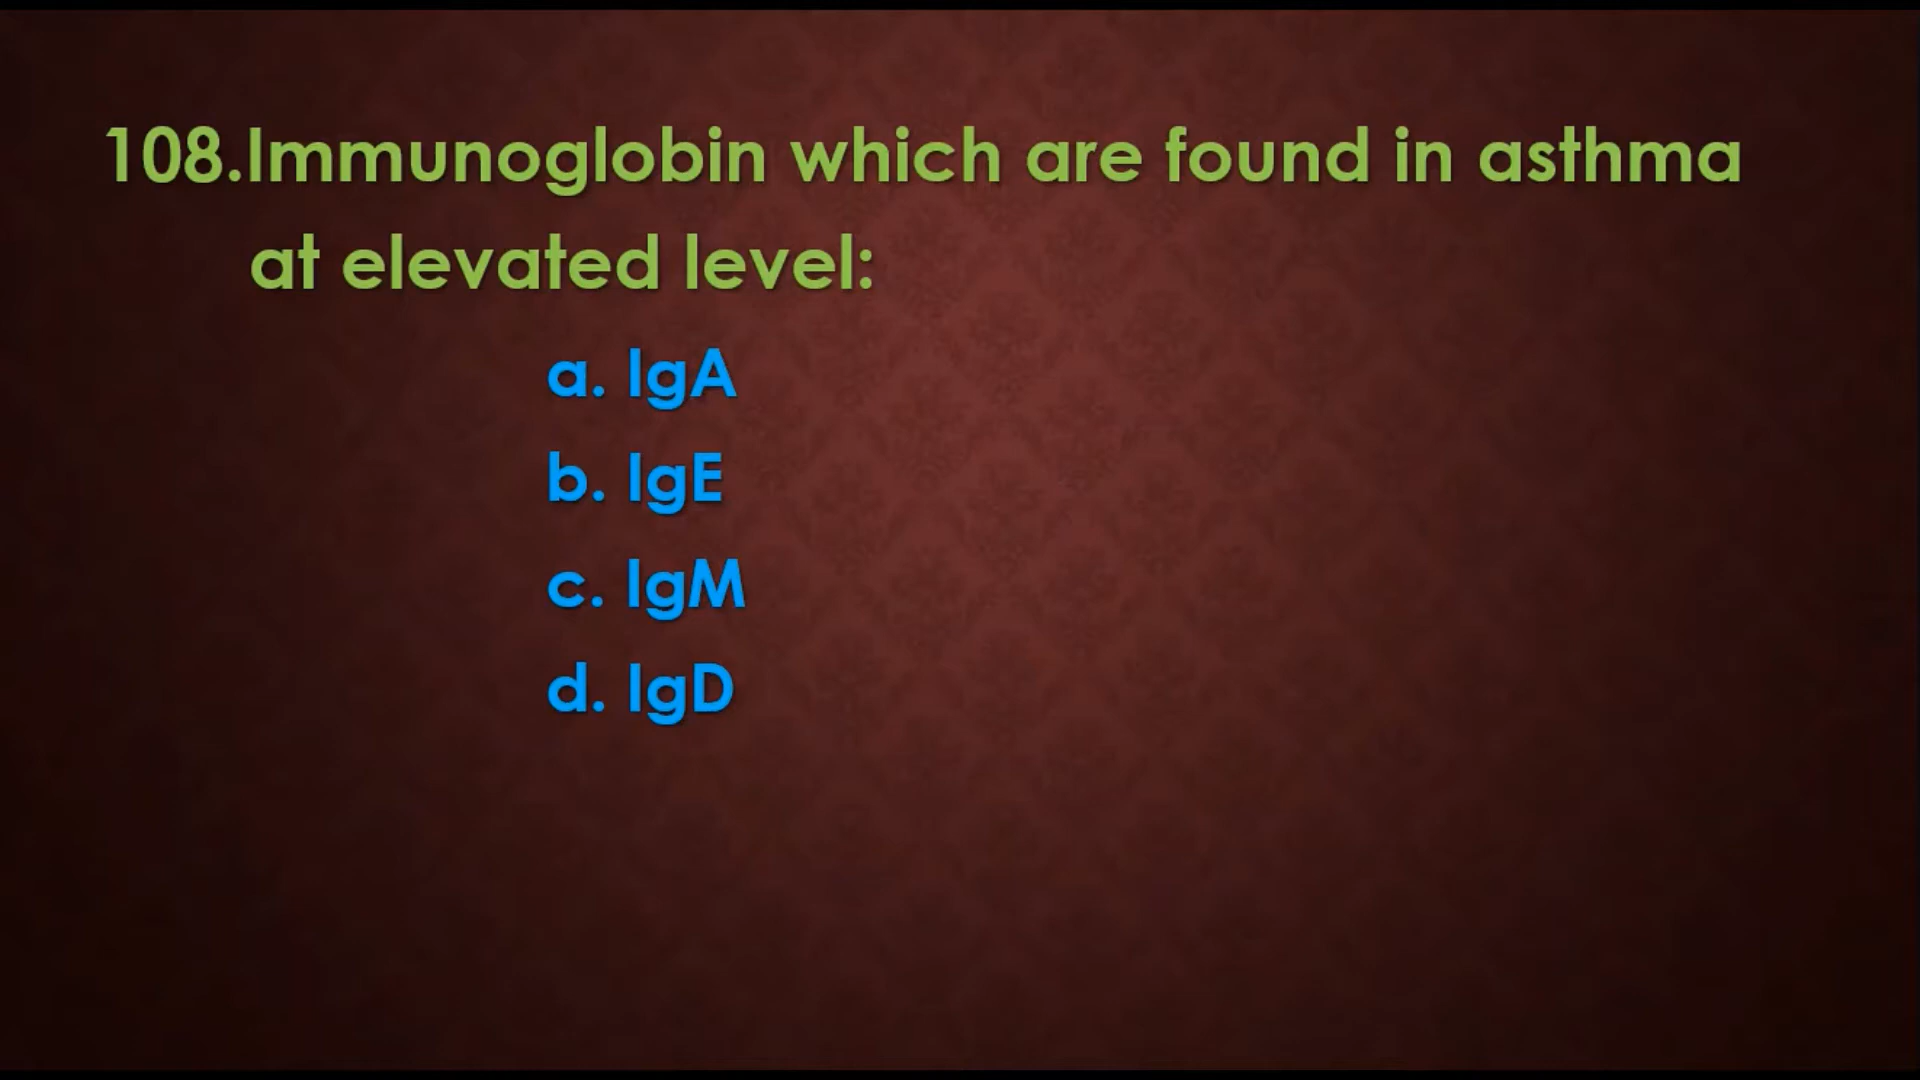 108.Immunoglobin which are found in asthma
at elevated level:
a. IgA
b. IgE
c. IgM
d. IgD